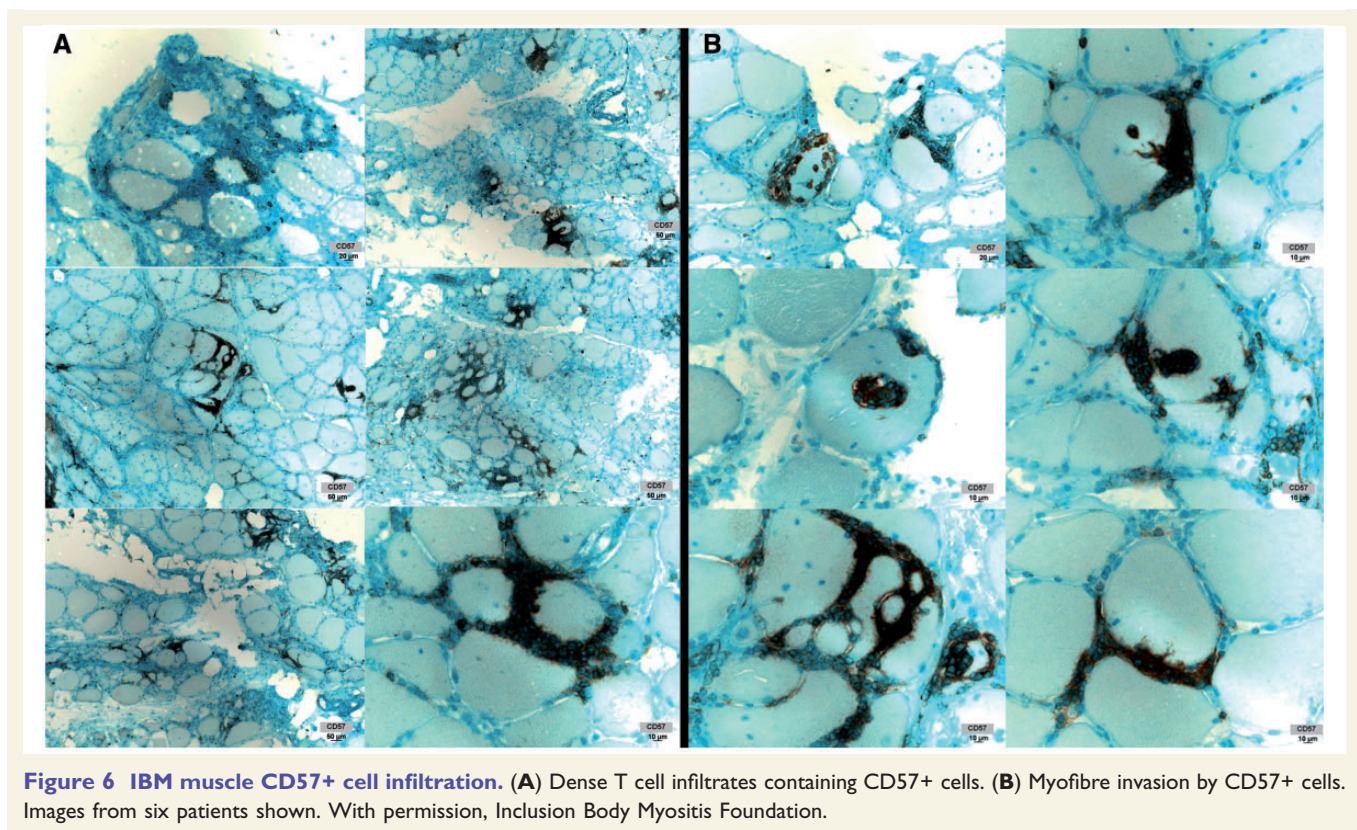 A
B
CD57
20 µm
CD57
50 µm
CD57
20 µm
CD57
10 µm
CD57
50 µm
CD57
50 µm
CD57
10 µm
CD57
10 µm
CD57
50 µm
CD57
10 µm
CD57
10 µm
CD57
10 µm
Figure 6 IBM muscle CD57+ cell infiltration. (A) Dense T cell infiltrates containing CD57+ cells. (B) Myofibre invasion by CD57+ cells.
Images from six patients shown. With permission, Inclusion Body Myositis Foundation.